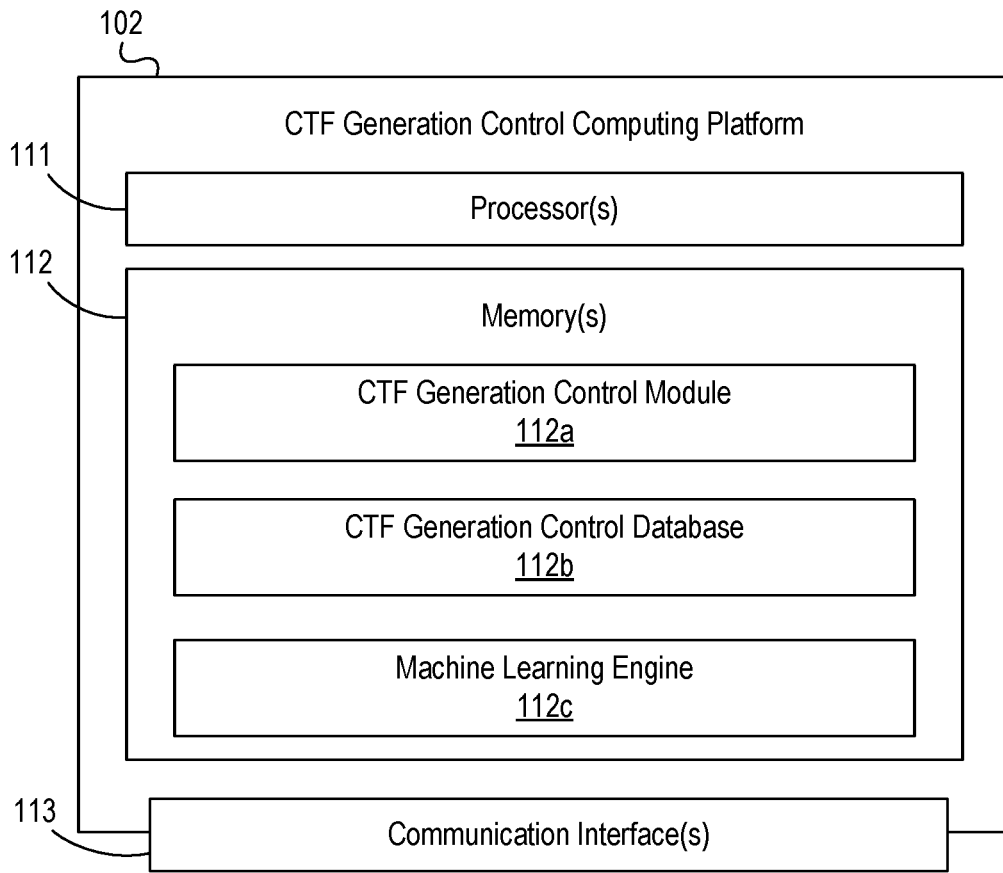 102
CTF Generation Control Computing Platform
111
Processor(s)
112
Memory(s)
CTF Generation Control Module
112a
CTF Generation Control Database
112b
Machine Learning Engine
112c
113
Communication Interface(s)